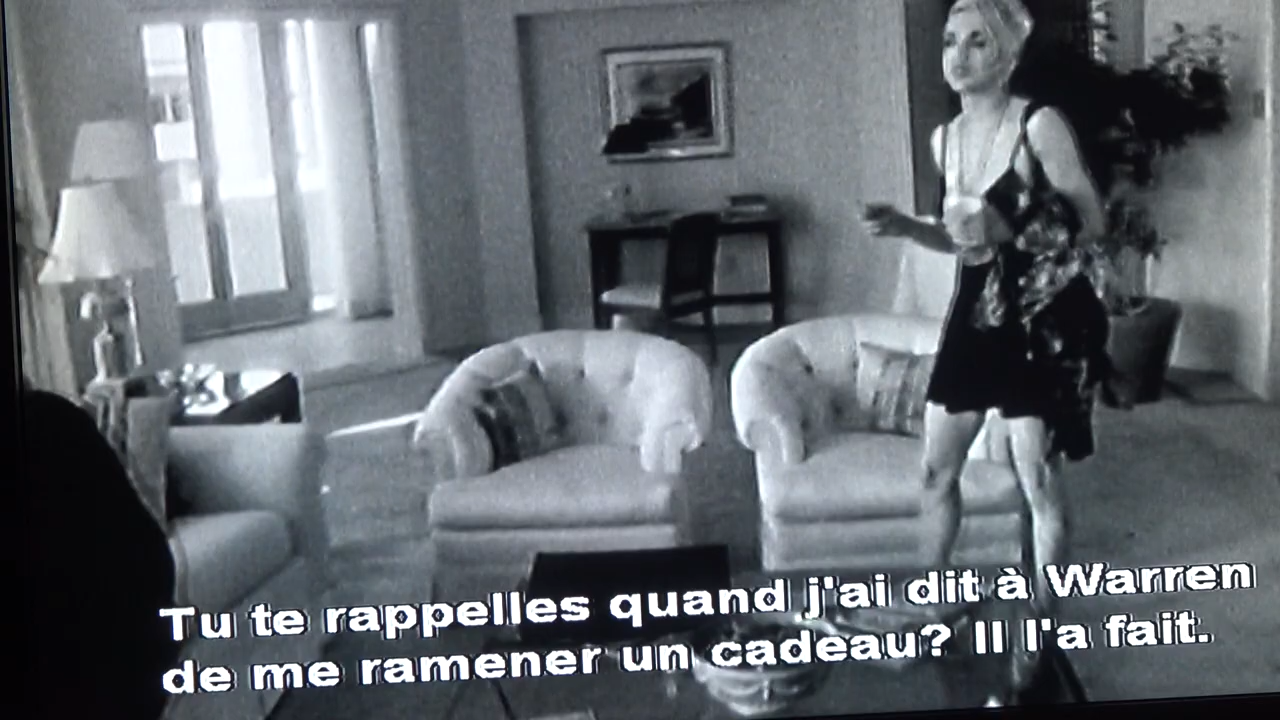 Tu te rappelles quand j'ai dit à Warren
de me ramener un cadeau? Il l'a fait.